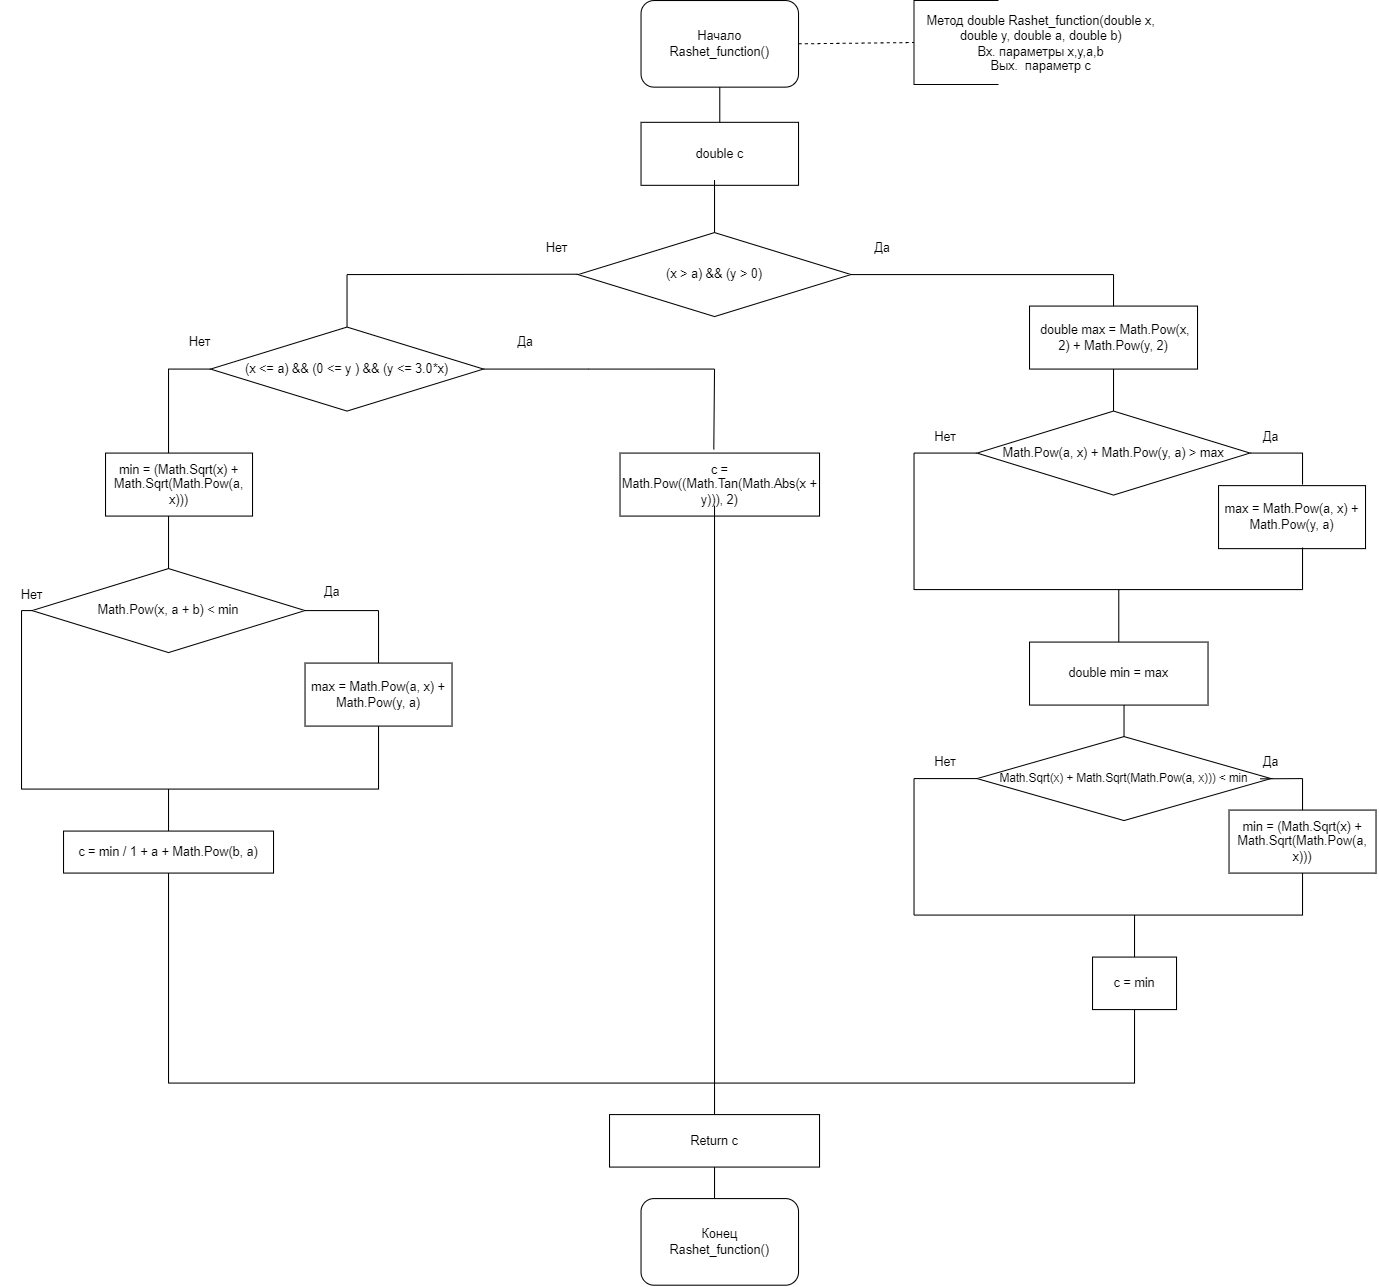 Начало
Rashet_function()
Метод double Rashet_function(double x,
double y, double a, double b)
Вх. параметры x,y,a,b
Вых.  параметр c
double c
Нет
Да
(x > a) && (y > 0)
Нет
Да
(x <= a) && (0 <= y ) && (y <= 3.0*x)
double max = Math.Pow(x,
2) + Math.Pow(y, 2)
Нет
Да
Math.Pow(a, x) + Math.Pow(y, a) > max
min = (Math.Sqrt(x) +
Math.Sqrt(Math.Pow(a,
x)))
c =
Math.Pow((Math.Tan(Math.Abs(x +
y))), 2)
max = Math.Pow(a, x) +
Math.Pow(y, a)
Нет
Да
Math.Pow(x, a + b) < min
max = Math.Pow(a, x) +
Math.Pow(y, a)
double min = max
Нет
Да
Math.Sqrt(x) + Math.Sqrt(Math.Pow(a, x))) < min
min = (Math.Sqrt(x) +
Math.Sqrt(Math.Pow(a,
x)))
c = min / 1 + a + Math.Pow(b, a)
c = min
Return c
Конец
Rashet_function()